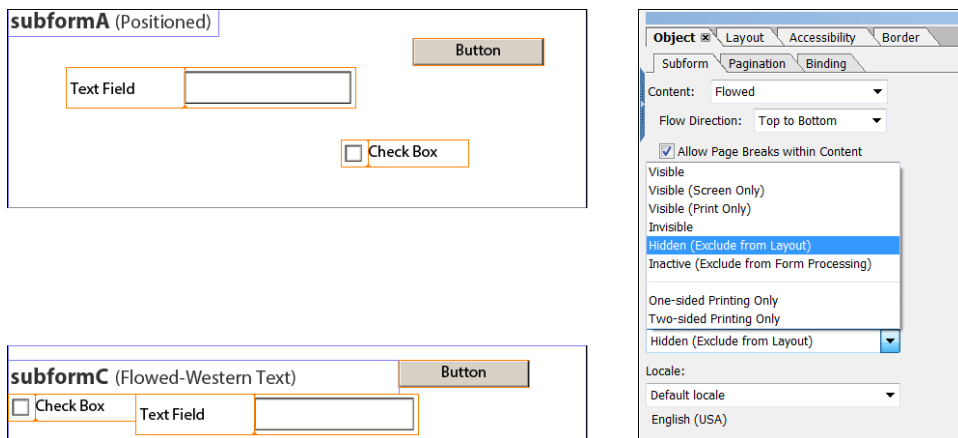 subformA (Positioned)
Button
Text Field
Check Box
subformC (Flowed-Western Text)
Button
Check Box
Text Field
Object Layout Accessibility Border
Subform Pagination Binding
Content: Flowed
Flow Direction: Top to Bottom
Allow Page Breaks within Content
Visible
Visible (Screen Only)
Visible (Print Only)
Invisible
Hidden (Exclude from Layout)
Inactive (Exclude from Form Processing)
One-sided Printing Only
Two-sided Printing Only
Hidden (Exclude from Layout)
Locale:
Default locale
English (USA)